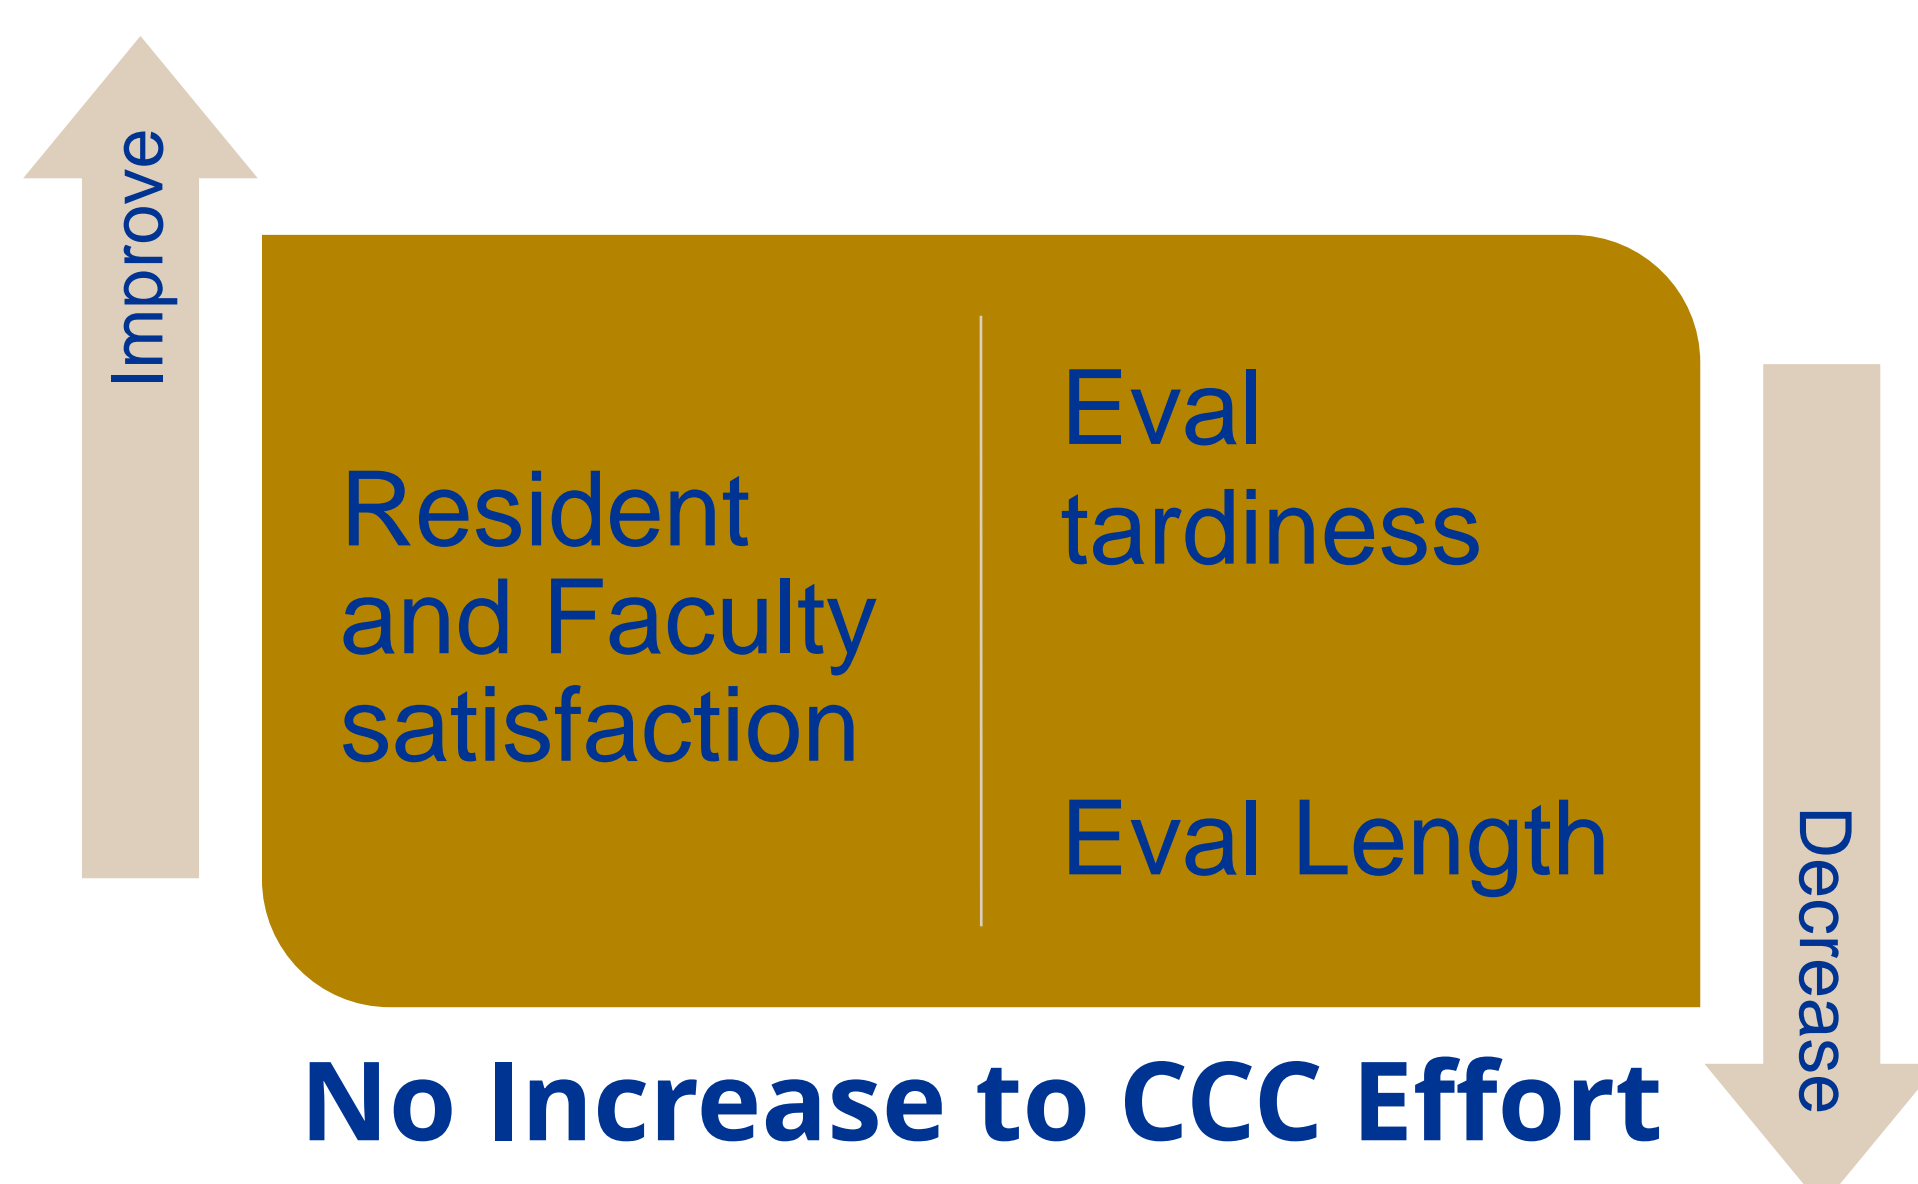 Improve
Resident
and Faculty
satisfaction
Eval
tardiness
Eval Length
Decrease
No Increase to CCC Effort